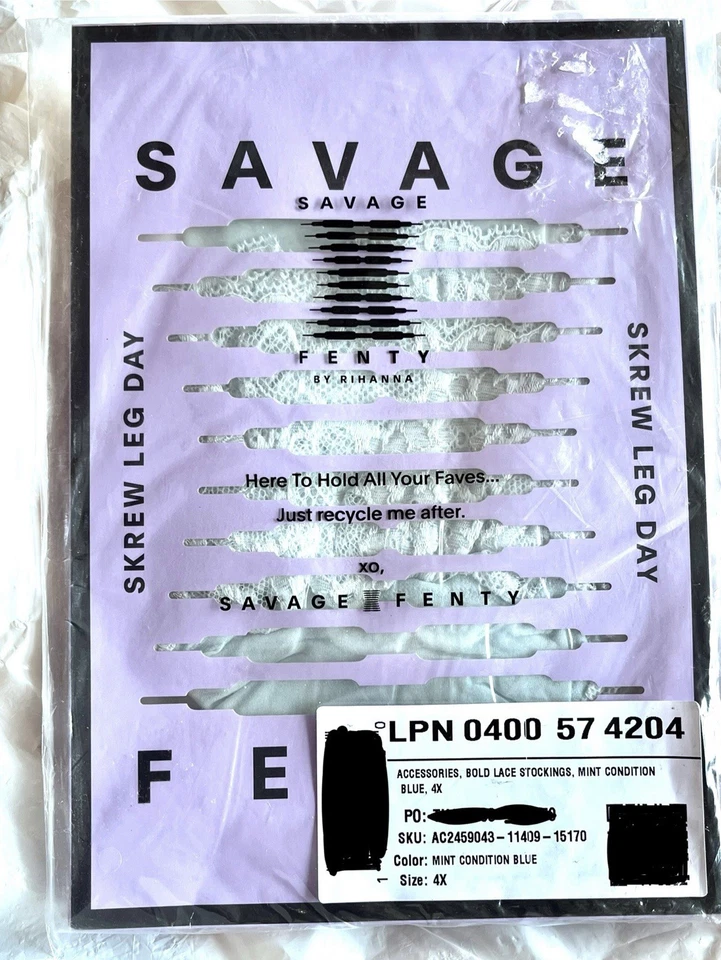 SAVAGE
SAVAGE
FENTY
BY RIHANNA
SKREW LEG DAY
SKREW LEG DAY
Here To Hold All Your Faves...
Just recycle me after.
xo,
SAVAGE FENTY
FE
LPN 0400 57 4204
ACCESSORIES, BOLD LACE STOCKINGS, MINT CONDITION
BLUE, 4X
PO:
SKU: AC2459043-11409-15170
Color: MINT CONDITION BLUE
Size: 4X